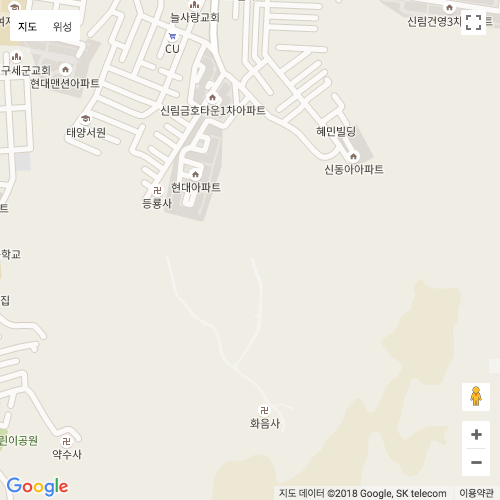 늘사랑교회
신림건영3차
지도 위성
CU
구세군교회
현대맨션아파트
신림금호타운1차아파트
태양서원
혜민빌딩
신동아아파트
현대아파트
등룡사
학교
집
화음사
린이공원
약수사
Google
지도 데이터 ©2018 Google, SK telecom 이용약관